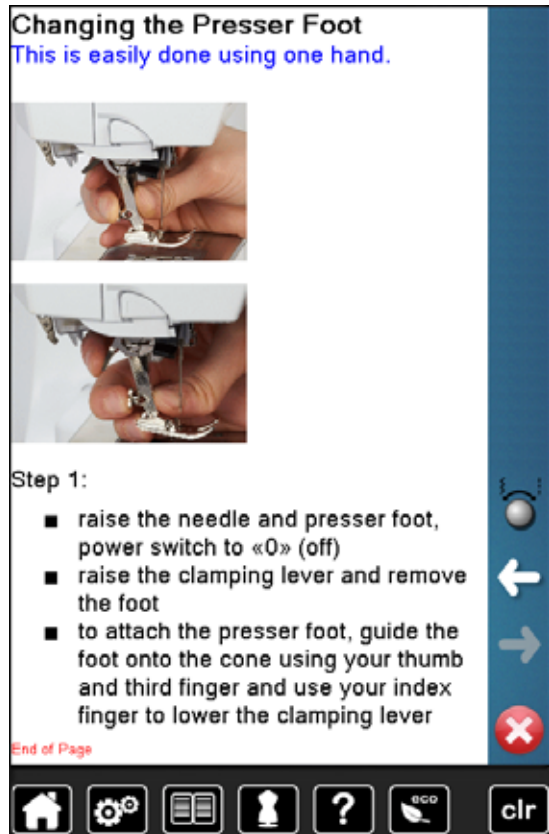 Changing the Presser Foot
This is easily done using one hand.
Step 1:
■ raise the needle and presser foot,
power switch to «0» (off)
■ raise the clamping lever and remove
the foot
■ to attach the presser foot, guide the
foot onto the cone using your thumb
and third finger and use your index
finger to lower the clamping lever
End of Page
?
eco
clr